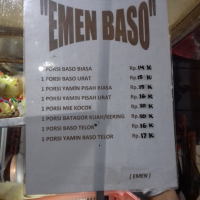 "EMEN BASO"
1 PORSI BASO BIASA Rp. 14 K
1 PORSI BASO URAT Rp. 15 K
1 PORSI YAMIN PISAH BIASA Rp. 15 K
1 PORSI YAMIN PISAH URAT Rp. 16 K
1 PORSI MIE KOCOK Rp.
1 PORSI BATAGOR KUAH/KERING Rp. 10 K
1 PORSI BASO TELOR Rp. 16 K
1 PORSI YAMIN BASO TELOR Rp. 17 K
( EMEN )